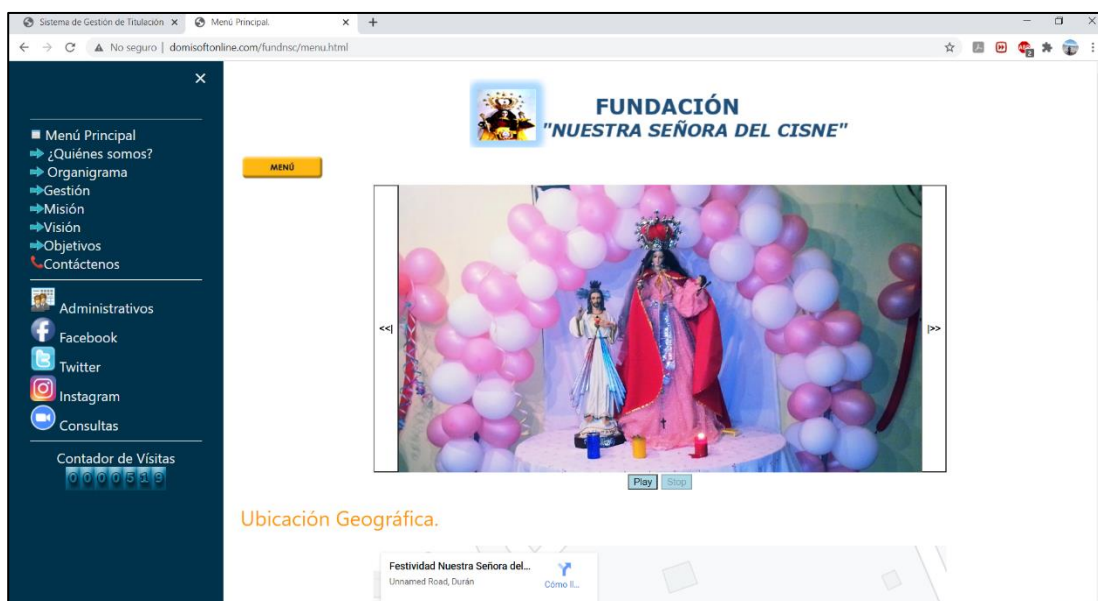 Sistema de Gestión de Titulación
Menú Principal.
No seguro | domisoftonline.com/fundnsc/menu.html
Menú Principal
¿Quiénes somos?
Organigrama
Gestión
Misión
Visión
Objetivos
Contáctenos
Administrativos
Facebook
Twitter
Instagram
Consultas
Contador de Vísitas
0000519
FUNDACIÓN
"NUESTRA SEÑORA DEL CISNE"
MENÚ
<<|
|>>
Play Stop
Ubicación Geográfica.
Festividad Nuestra Señora del...
Unnamed Road, Durán
Cómo ll...